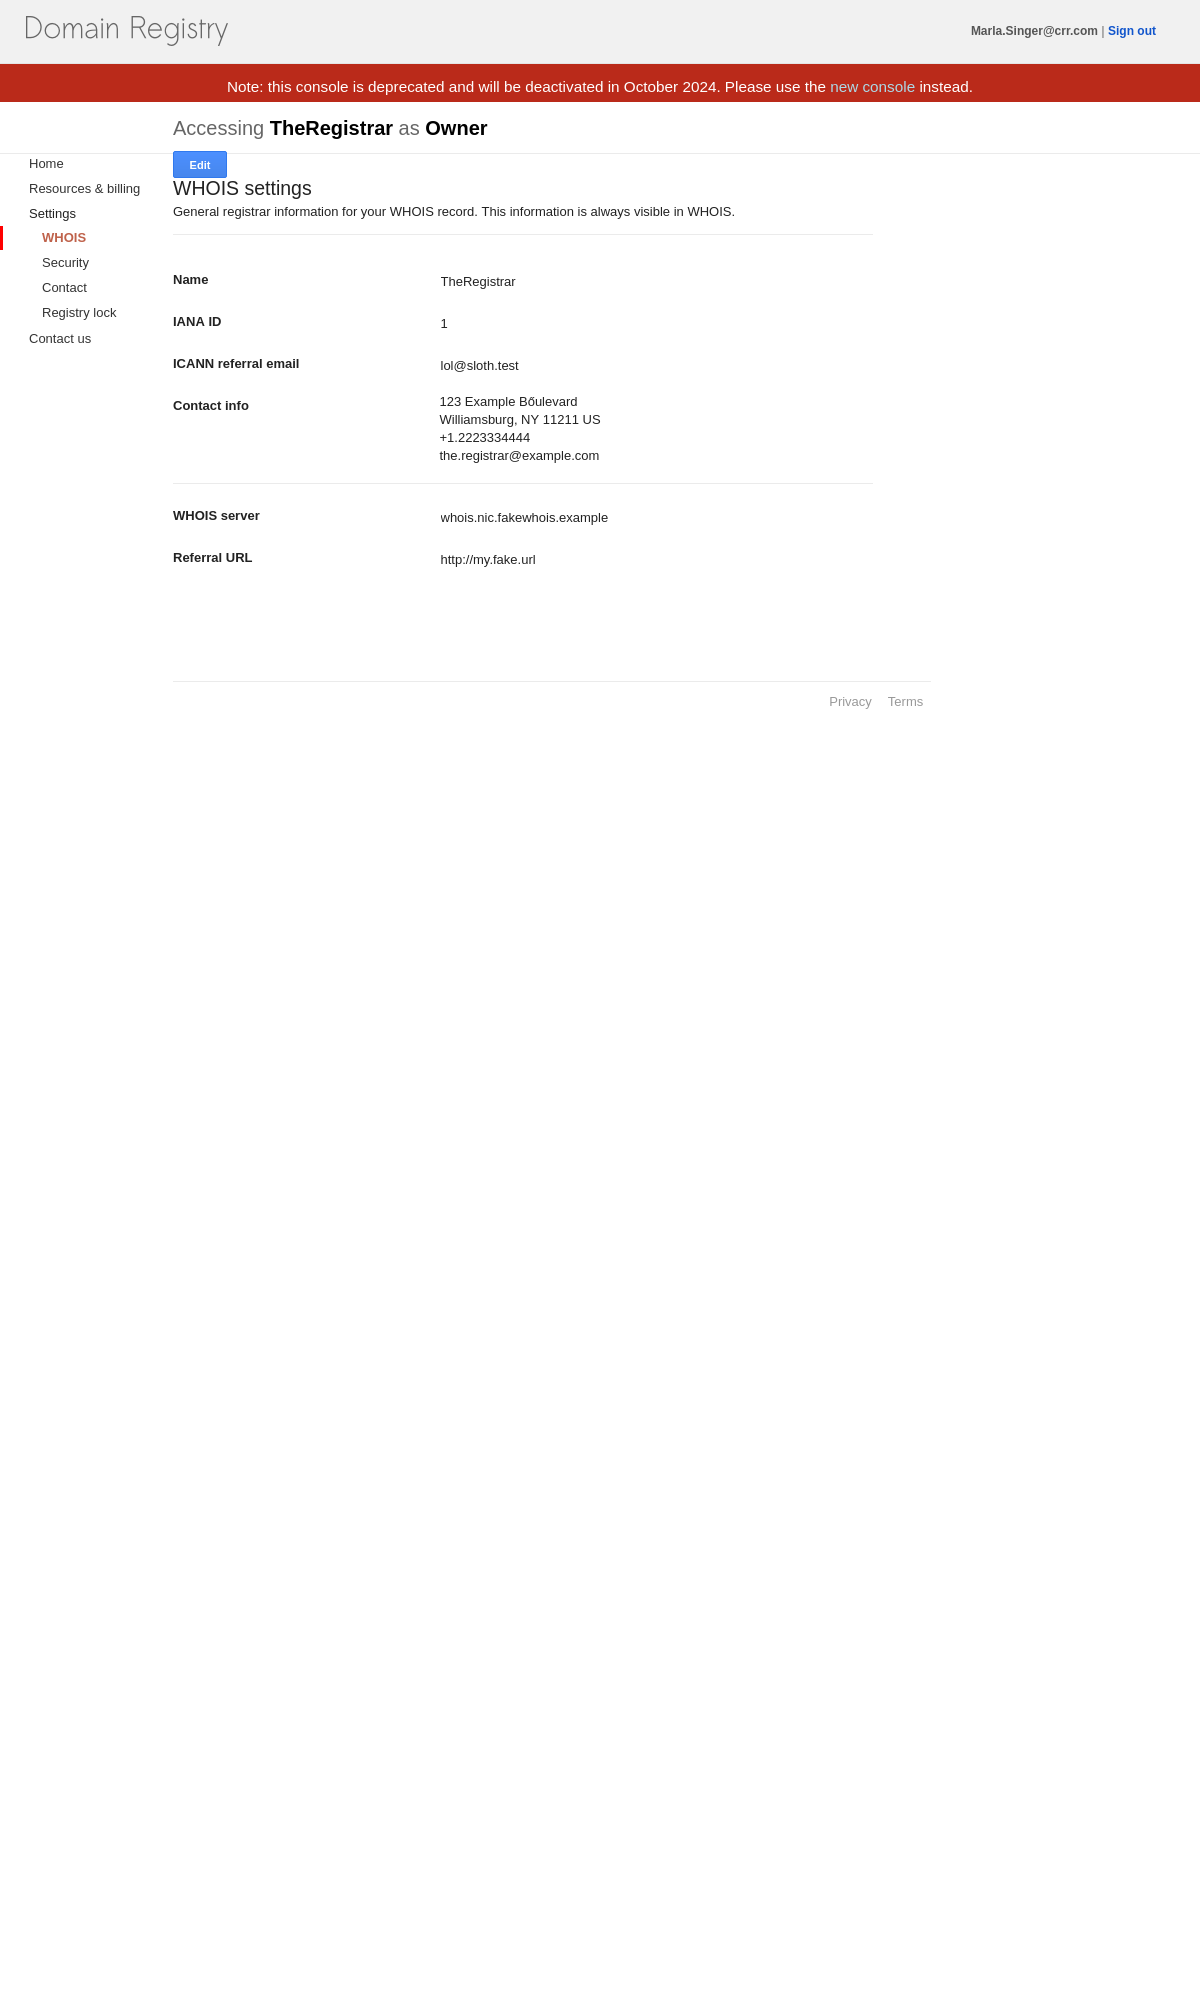 Domain Registry
Marla.Singer@crr.com | Sign out
Note: this console is deprecated and will be deactivated in October 2024. Please use the new console instead.
Accessing TheRegistrar as Owner
Edit
Home
Resources & billing
Settings
WHOIS
Security
Contact
Registry lock
Contact us
WHOIS settings
General registrar information for your WHOIS record. This information is always visible in WHOIS.
Name TheRegistrar
IANA ID 1
ICANN referral email lol@sloth.test
Contact info 123 Example Bőulevard
Williamsburg, NY 11211 US
+1.2223334444
the.registrar@example.com
WHOIS server whois.nic.fakewhois.example
Referral URL http://my.fake.url
Privacy Terms